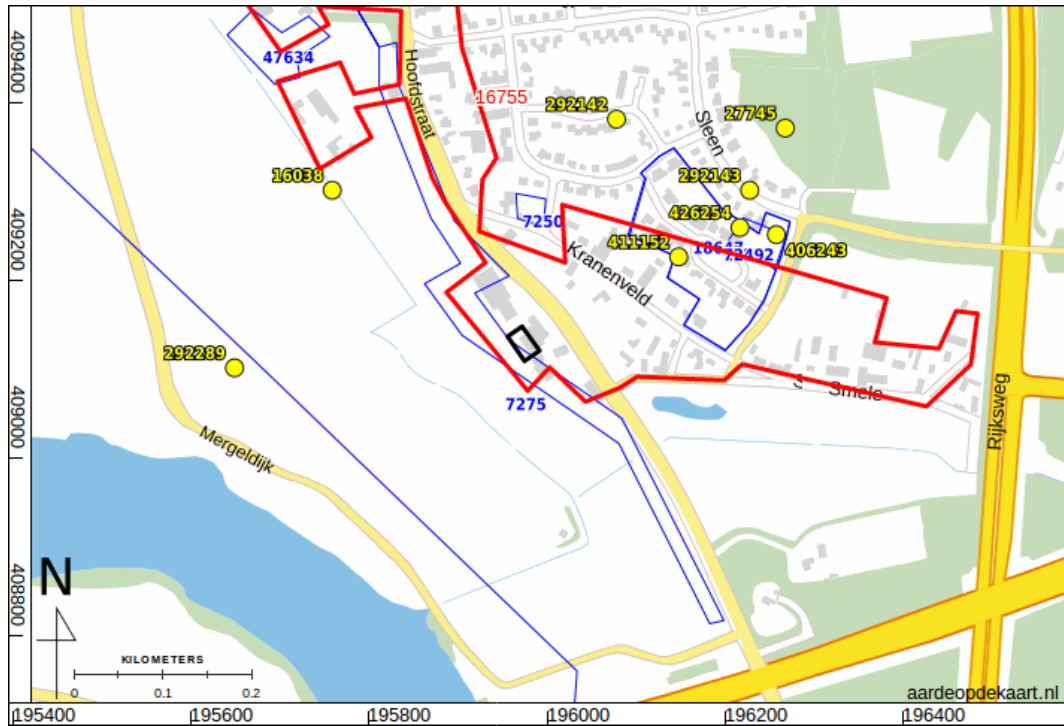 47634
16755
292142
27745
Hoofdstraat
Sleen
16038
292143
7250
426254
411152
72492
406243
Kranenveld
292289
7275
Smele
Rijksweg
Mergeldijk
409400
409200
409000
408800
N
KILOMETERS
0 0.1 0.2
aardeopdekaart.nl
195400 195600 195800 196000 196200 196400